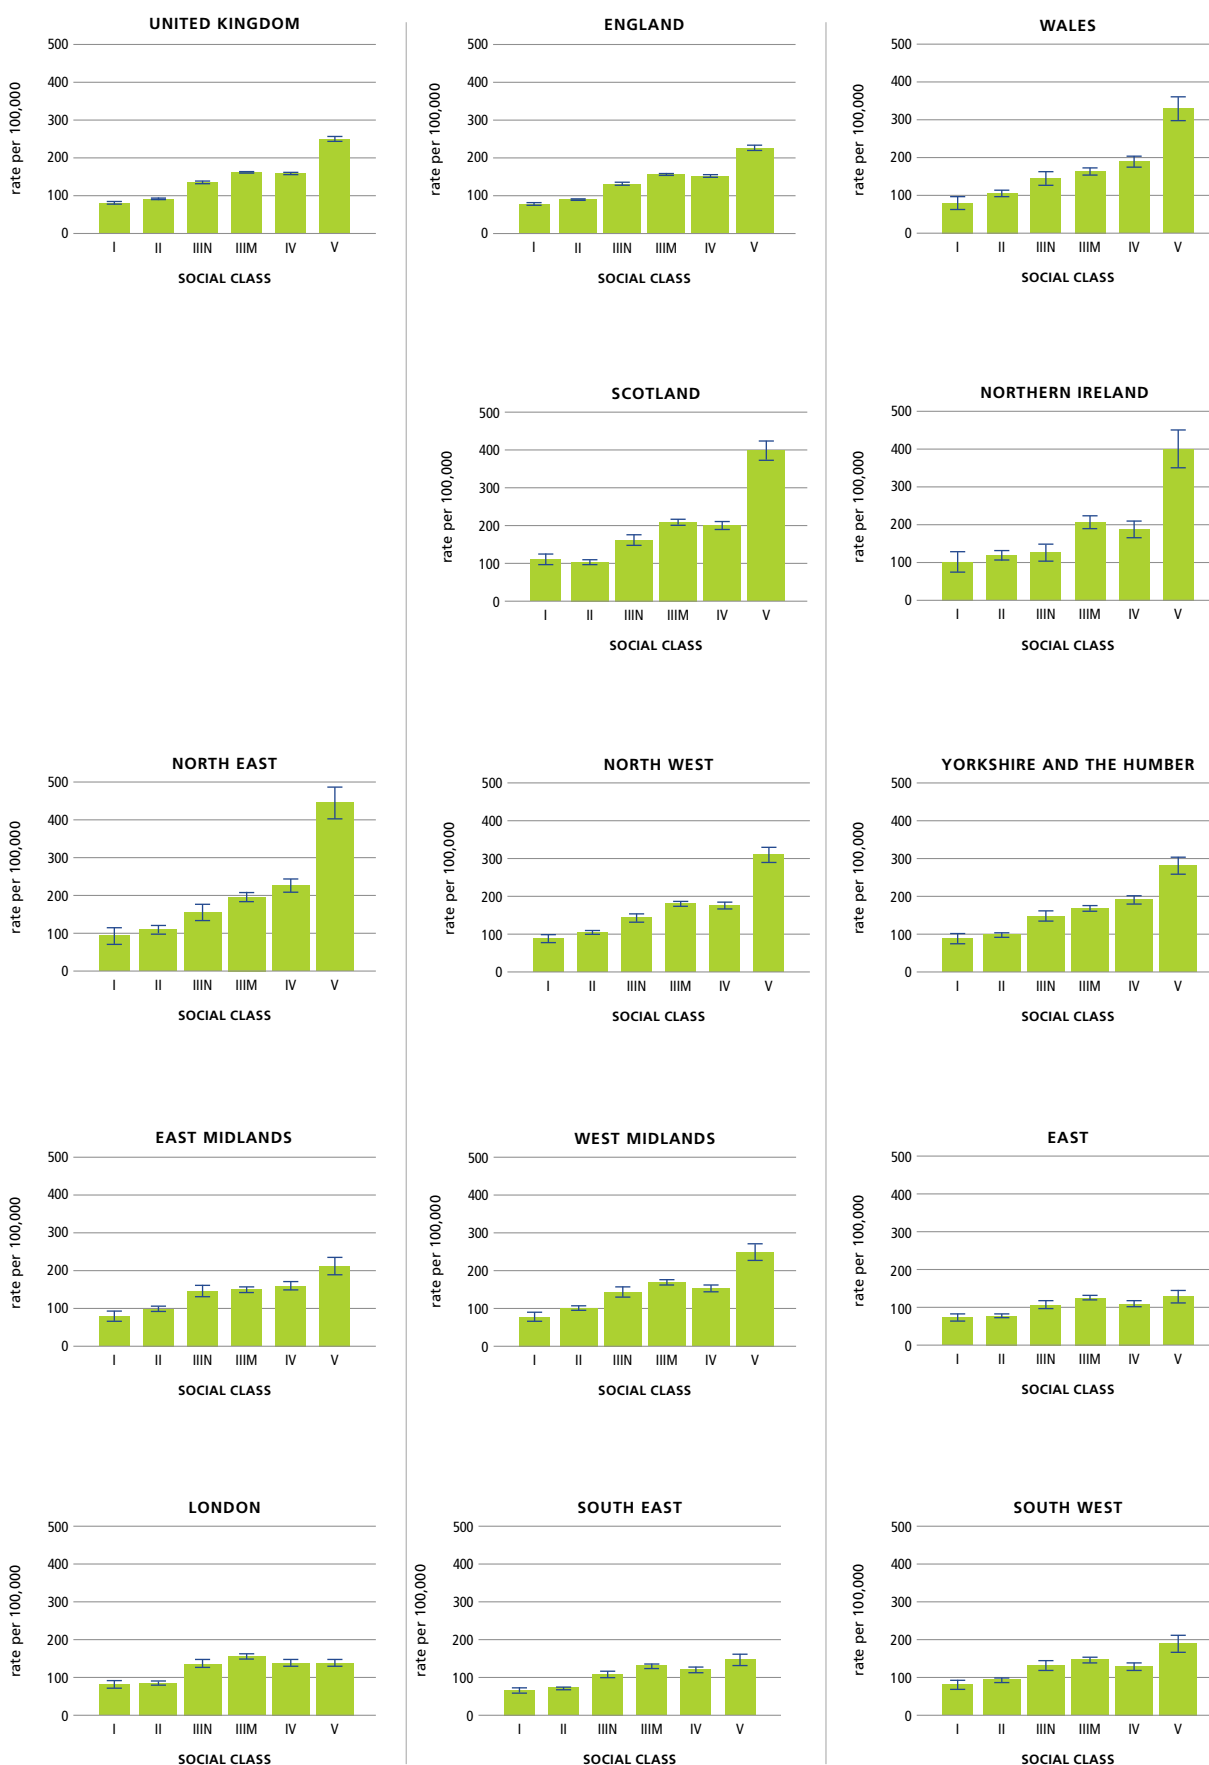 UNITED KINGDOM
rate per 100,000
500
400
300
200
100
0
I II IIIN IIIM IV V
SOCIAL CLASS
ENGLAND
rate per 100,000
500
400
300
200
100
0
I II IIIN IIIM IV V
SOCIAL CLASS
WALES
rate per 100,000
500
400
300
200
100
0
I II IIIN IIIM IV V
SOCIAL CLASS
SCOTLAND
rate per 100,000
500
400
300
200
100
0
I II IIIN IIIM IV V
SOCIAL CLASS
NORTHERN IRELAND
rate per 100,000
500
400
300
200
100
0
I II IIIN IIIM IV V
SOCIAL CLASS
NORTH EAST
rate per 100,000
500
400
300
200
100
0
I II IIIN IIIM IV V
SOCIAL CLASS
NORTH WEST
rate per 100,000
500
400
300
200
100
0
I II IIIN IIIM IV V
SOCIAL CLASS
YORKSHIRE AND THE HUMBER
rate per 100,000
500
400
300
200
100
0
I II IIIN IIIM IV V
SOCIAL CLASS
EAST MIDLANDS
rate per 100,000
500
400
300
200
100
0
I II IIIN IIIM IV V
SOCIAL CLASS
WEST MIDLANDS
rate per 100,000
500
400
300
200
100
0
I II IIIN IIIM IV V
SOCIAL CLASS
EAST
rate per 100,000
500
400
300
200
100
0
I II IIIN IIIM IV V
SOCIAL CLASS
LONDON
rate per 100,000
500
400
300
200
100
0
I II IIIN IIIM IV V
SOCIAL CLASS
SOUTH EAST
rate per 100,000
500
400
300
200
100
0
I II IIIN IIIM IV V
SOCIAL CLASS
SOUTH WEST
rate per 100,000
500
400
300
200
100
0
I II IIIN IIIM IV V
SOCIAL CLASS